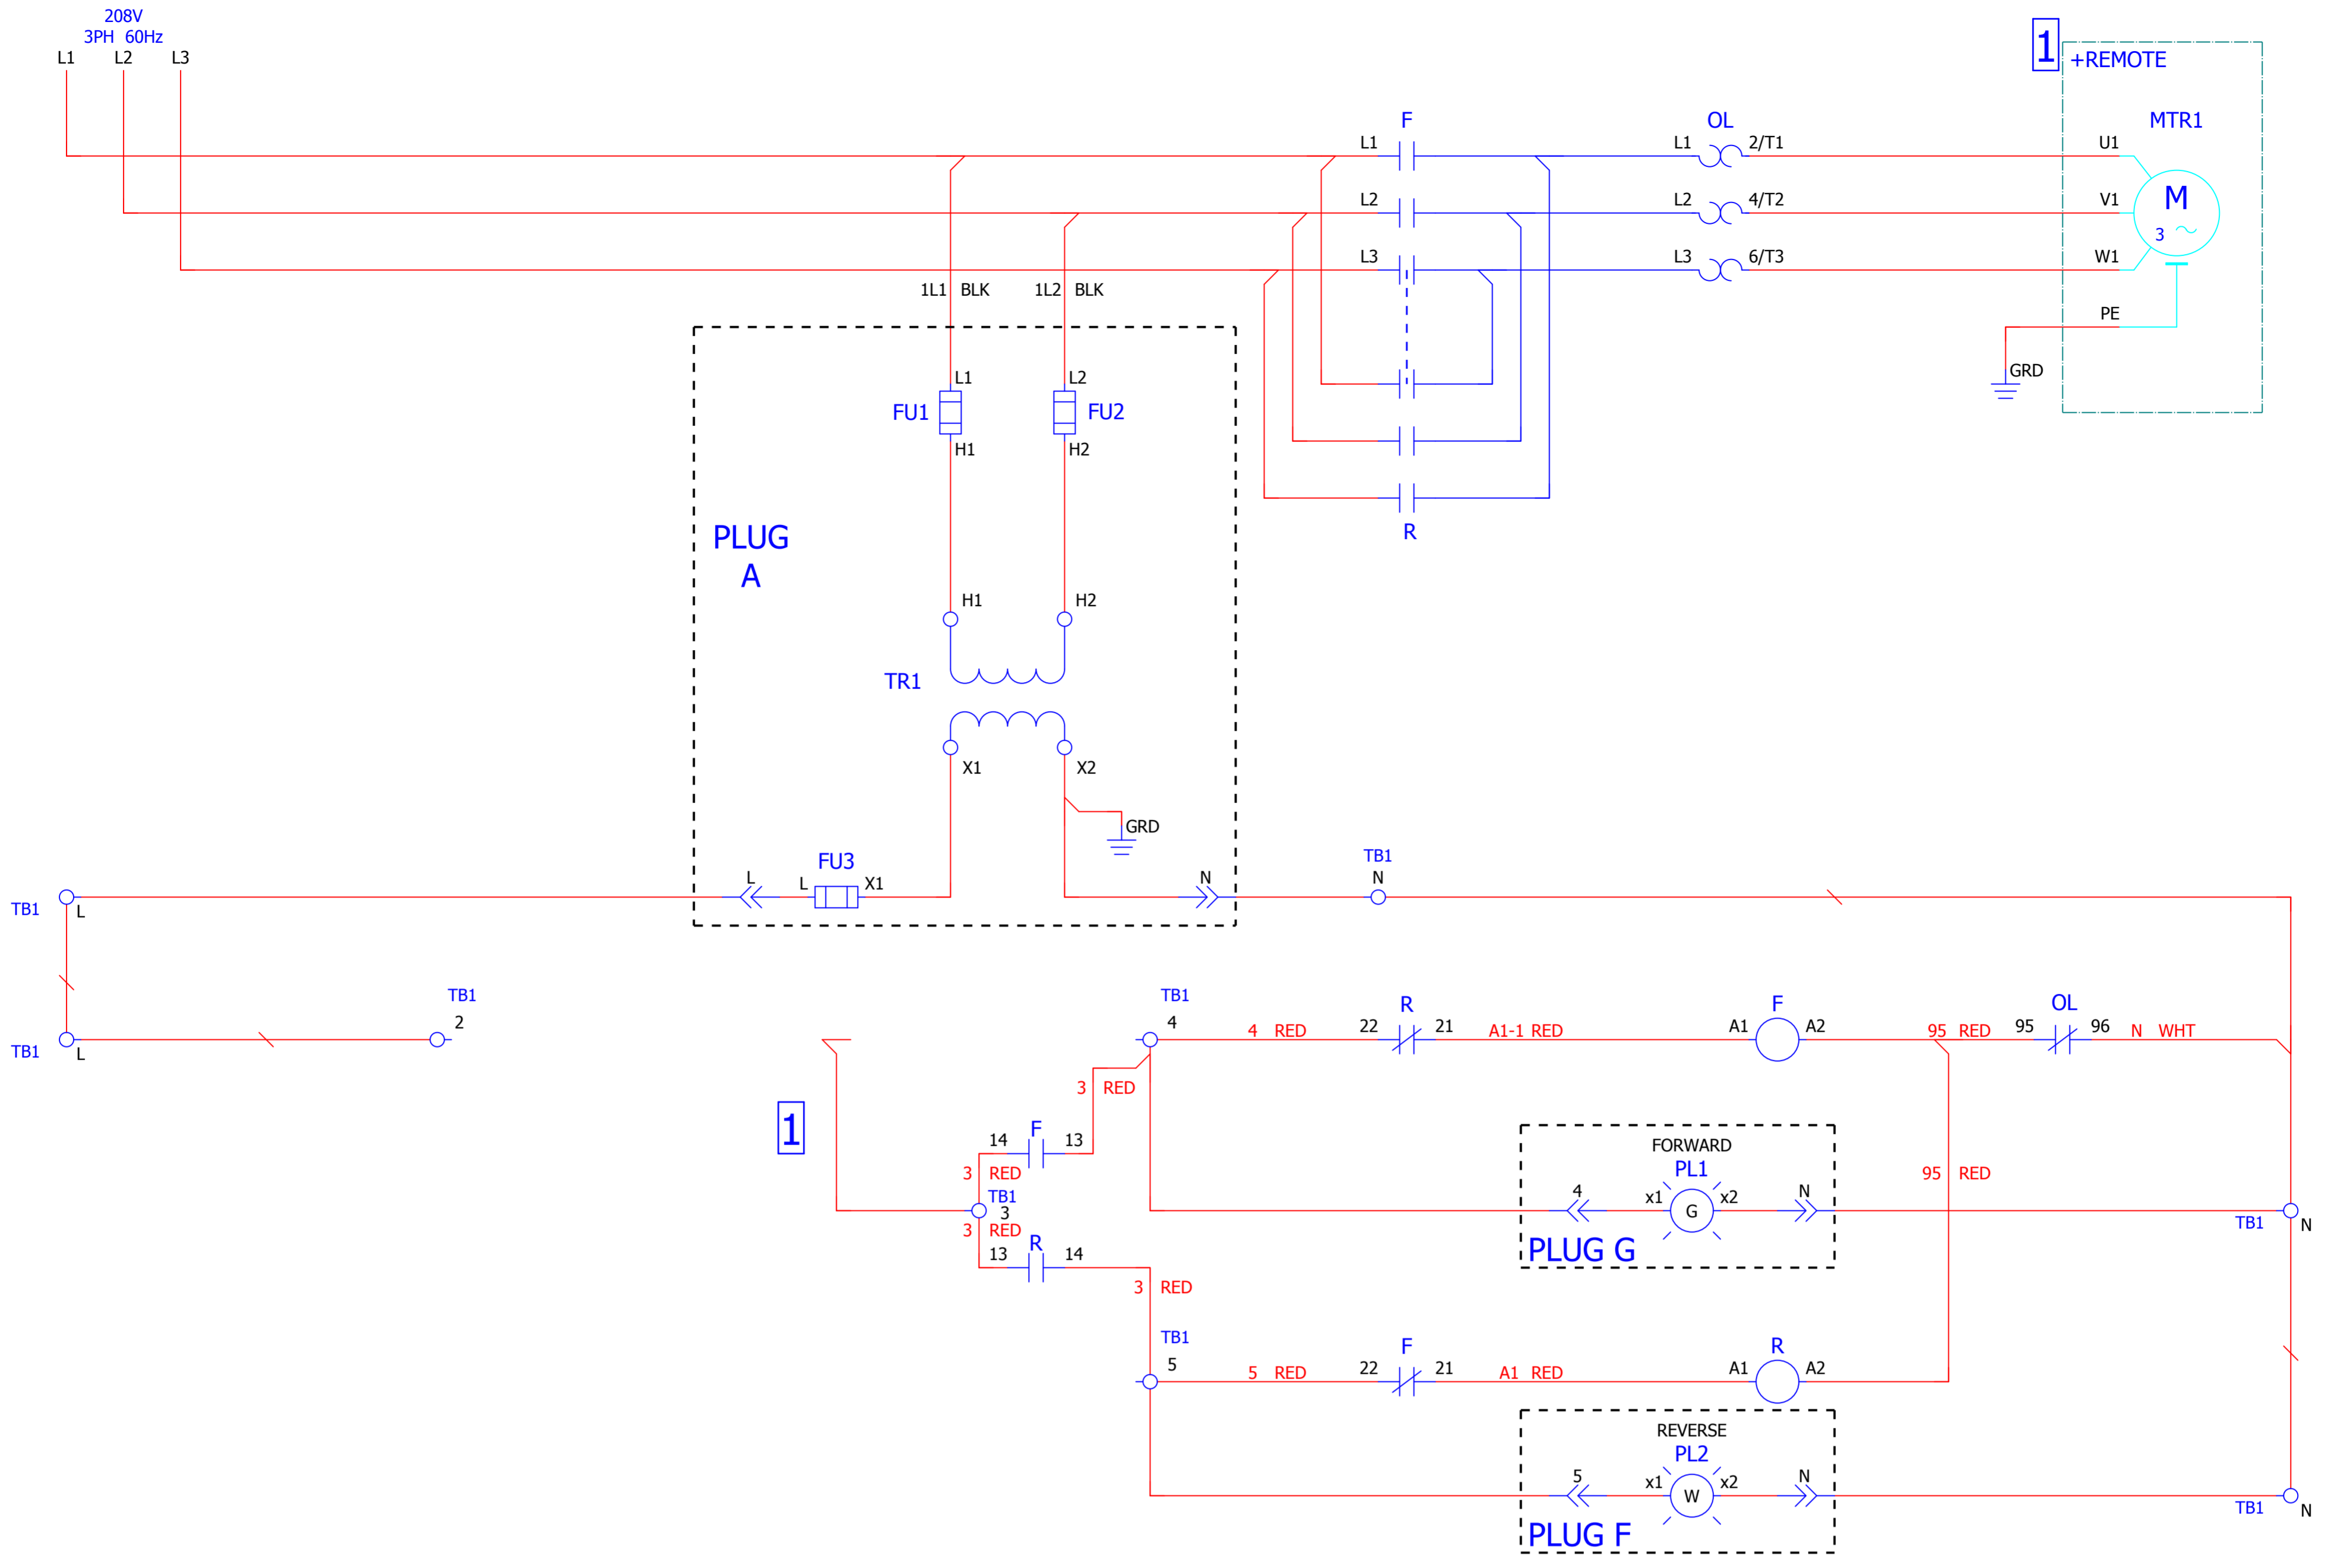 208V
3PH 60Hz
L1 L2 L3
1 +REMOTE
F OL MTR1
L1 L1 2/T1 U1
L2 L2 4/T2 V1 M
3
L3 L3 6/T3 W1
1L1 BLK 1L2 BLK
PE
GRD
L1 L2
FU1 FU2
H1 H2
R
PLUG
A
H1 H2
TR1
X1 X2
GRD
FU3 TB1
L L X1 N N
TB1 L
TB1 TB1 R F OL
2 4 4 RED 22 21 A1-1 RED A1 A2 95 RED 95 96 N WHT
TB1 L
3 RED
1 F
14 13
FORWARD
3 RED PL1 95 RED
TB1 4 x1 x2 N
3 G
3 RED TB1 N
R PLUG G
13 14
3 RED
TB1 F R
5 5 RED 22 21 A1 RED A1 A2
REVERSE
PL2
5 x1 x2 N
W
TB1 N
PLUG F